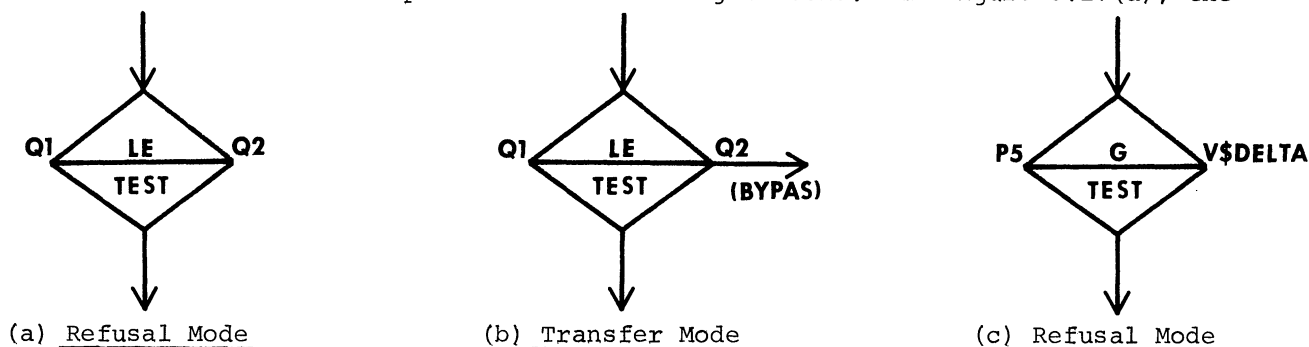 Q1 LE Q2
TEST
Q1 LE Q2
TEST
(BYPAS)
P5 G V$DELTA
TEST
(a) Refusal Mode
(b) Transfer Mode
(c) Refusal Mode